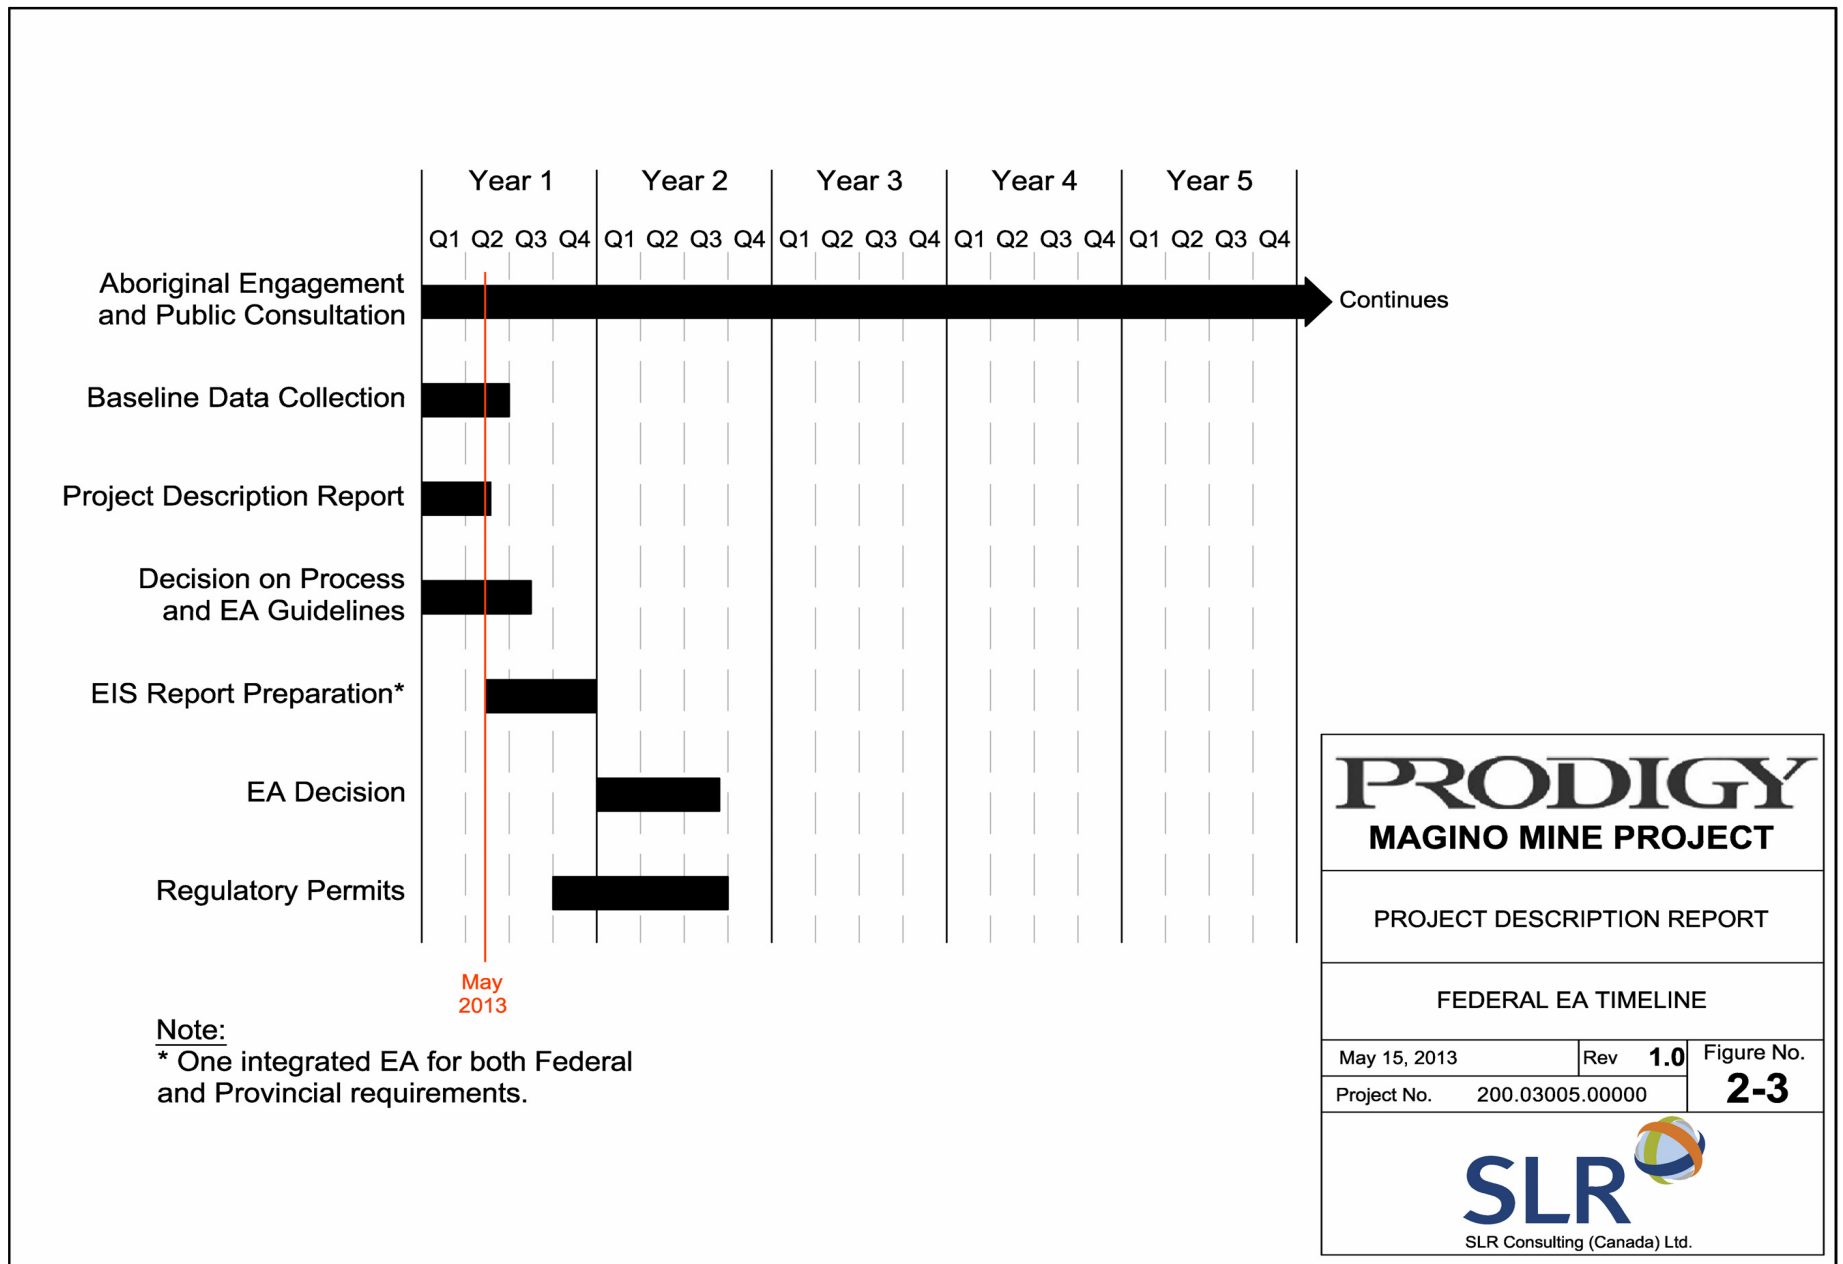 Year 1 Year 2 Year 3 Year 4 Year 5
Q1 Q2 Q3 Q4 Q1 Q2 Q3 Q4 Q1 Q2 Q3 Q4 Q1 Q2 Q3 Q4 Q1 Q2 Q3 Q4
Aboriginal Engagement
and Public Consultation
Continues
Baseline Data Collection
Project Description Report
Decision on Process
and EA Guidelines
EIS Report Preparation*
EA Decision
Regulatory Permits
May
2013
Note:
* One integrated EA for both Federal
and Provincial requirements.
PRODIGY
MAGINO MINE PROJECT
PROJECT DESCRIPTION REPORT
FEDERAL EA TIMELINE
May 15, 2013 Rev 1.0 Figure No.
Project No. 200.03005.00000 2-3
SLR
SLR Consulting (Canada) Ltd.